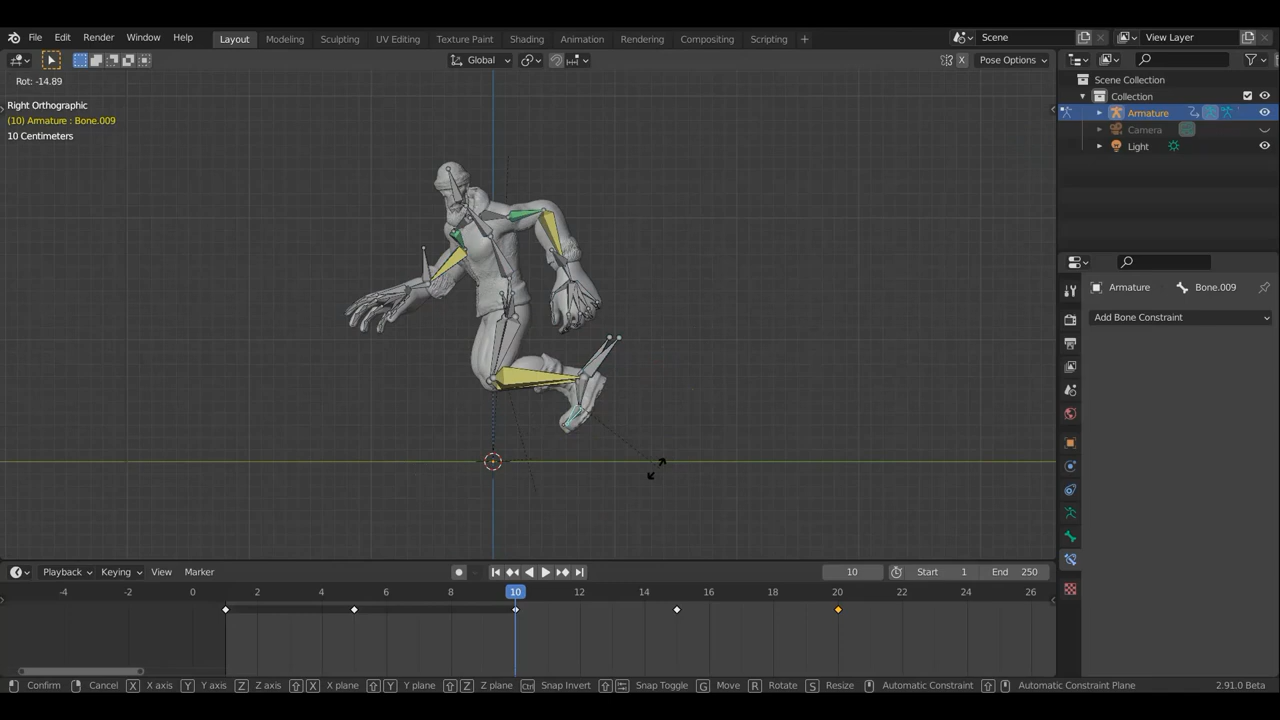 File Edit Render Window Help Layout Modeling Sculpting UV Editing Texture Paint Shading Animation Rendering Compositing Scripting + Scene View Layer
Global X Pose Options
Rot: -14.89
Right Orthographic
(10) Armature : Bone.009
10 Centimeters
Scene Collection
Collection
Armature
Camera
Light
Armature Bone.009
Add Bone Constraint
Playback Keying View Marker 10 Start 1 End 250
-4 -2 0 2 4 6 8 10 12 14 16 18 20 22 24 26
Confirm Cancel X X axis Y Y axis Z Z axis X X plane Y Y plane Z Z plane Ctrl Snap Invert Snap Toggle G Move R Rotate S Resize Automatic Constraint Automatic Constraint Plane 2.91.0 Beta